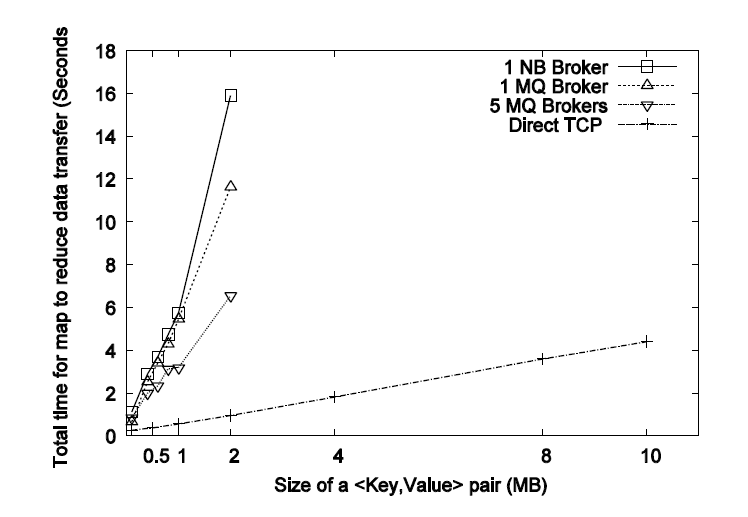 Total time for map to reduce data transfer (Seconds
18
16
14
12
10
8
6
4
2
0
1 NB Broker
1 MQ Broker
5 MQ Brokers
Direct TCP
0.5 1 2 4 8 10
Size of a <Key,Value> pair (MB)